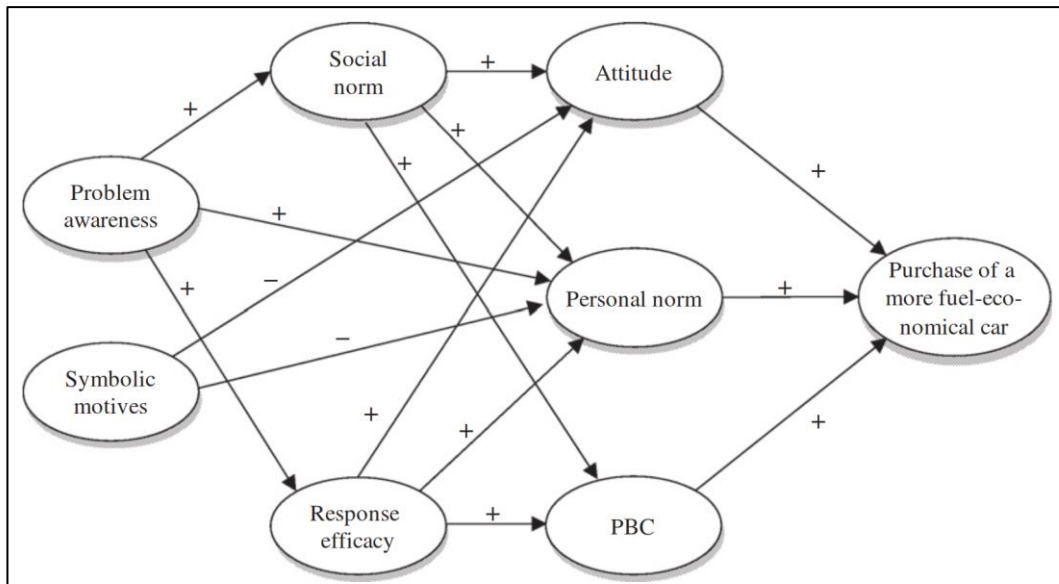 Social
norm
+
Attitude
+
+
+
+
Problem
awareness
+
+
–
Personal norm
+
Purchase of a
more fuel-eco-
nomical car
–
Symbolic
motives
+
+
+
Response
efficacy
+
PBC